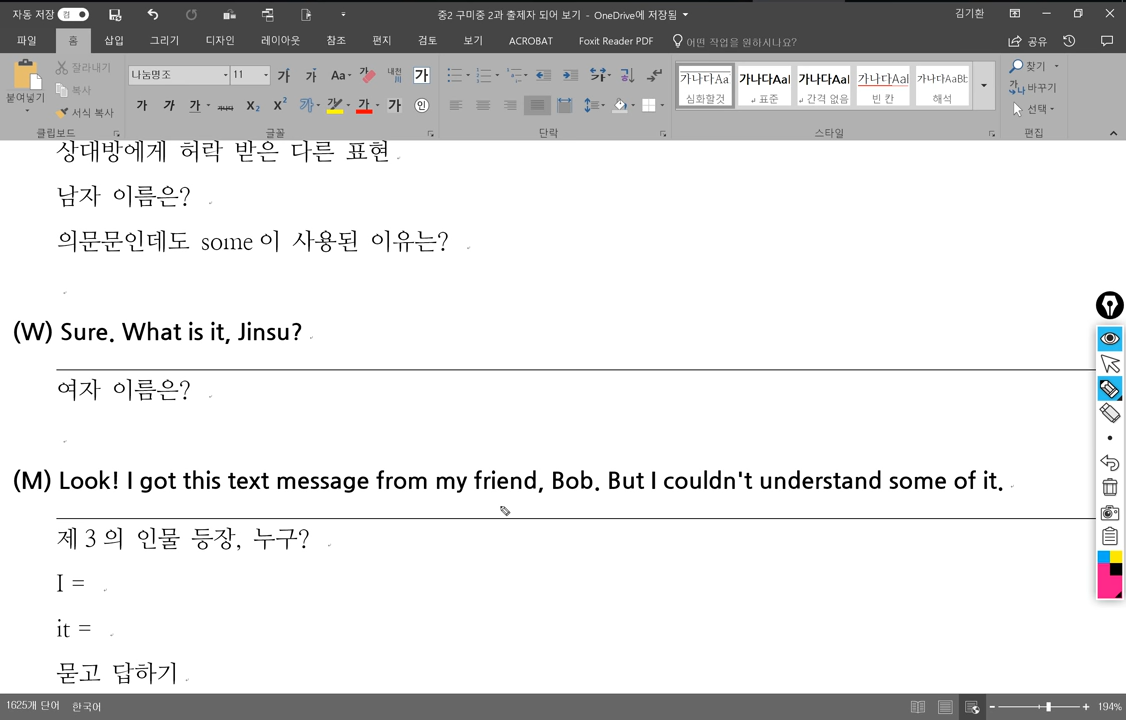 자동 저장 컴 중2 구미중 2과 출제자 되어 보기 - OneDrive에 저장됨 김기환
파일 홈 삽입 그리기 디자인 레이아웃 참조 편지 검토 보기 ACROBAT Foxit Reader PDF 어떤 작업을 원하시나요? 공유
붙여넣기 잘라내기 복사 서식 복사
나눔명조 11
가나다Aa 심화할것 가나다AaI 표준 가나다AaI 간격 없음 가나다AaI 빈 칸 가나다AaBt 해석
찾기 바꾸기 선택
클립보드 글꼴 단락 스타일 편집
상대방에게 허락 받은 다른 표현
남자 이름은?
의문문인데도 some이 사용된 이유는?
(W) Sure. What is it, Jinsu?
여자 이름은?
(M) Look! I got this text message from my friend, Bob. But I couldn't understand some of it.
제3의 인물 등장, 누구?
I =
it =
묻고 답하기
1625개 단어 한국어 194%